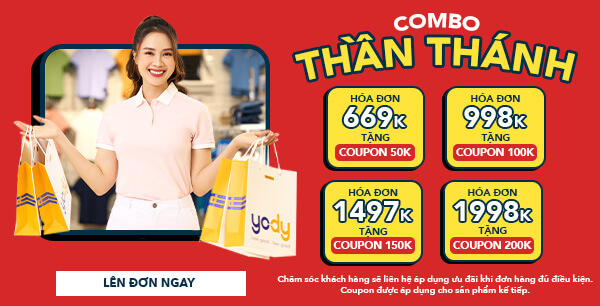 COMBO
THẦN THÁNH
HÓA ĐƠN
669K
TẶNG
COUPON 50K
HÓA ĐƠN
998K
TẶNG
COUPON 100K
HÓA ĐƠN
1497K
TẶNG
COUPON 150K
HÓA ĐƠN
1998K
TẶNG
COUPON 200K
yody
LÊN ĐƠN NGAY
Chăm sóc khách hàng sẽ liên hệ áp dụng ưu đãi khi đơn hàng đủ điều kiện.
Coupon được áp dụng cho sản phẩm kế tiếp.